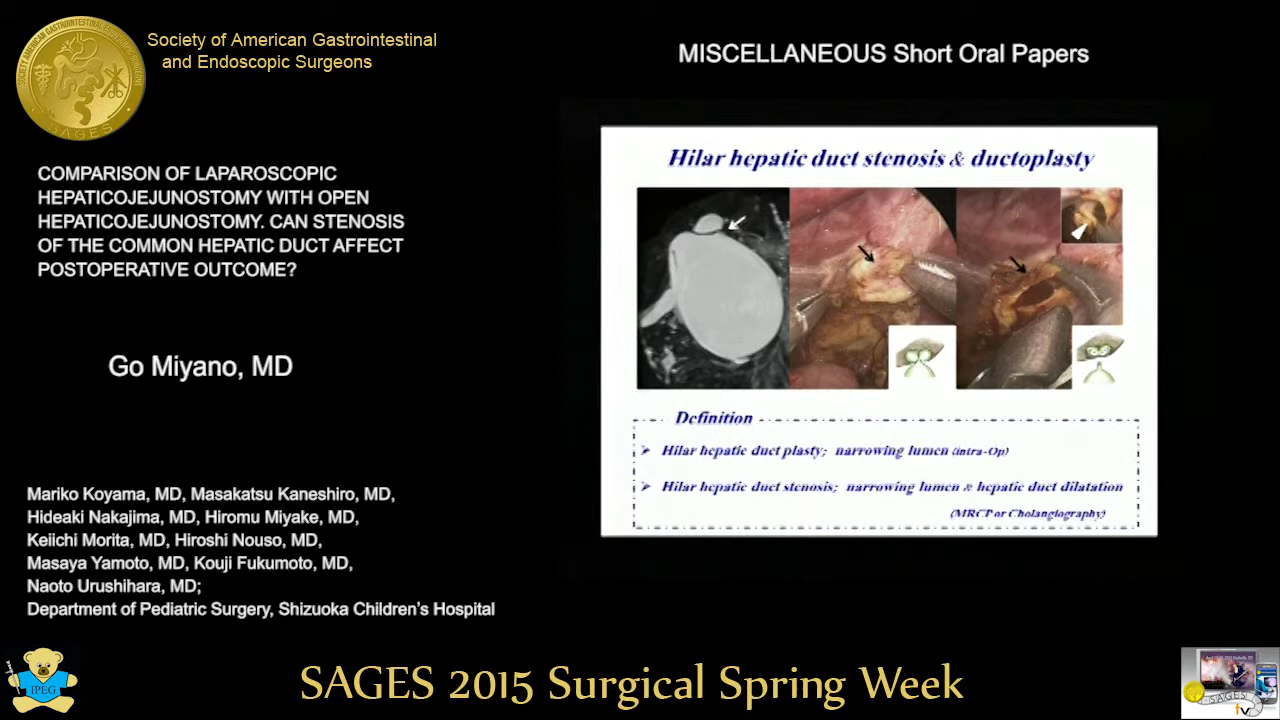 Society of American Gastrointestinal
and Endoscopic Surgeons
SAGES
MISCELLANEOUS Short Oral Papers
COMPARISON OF LAPAROSCOPIC
HEPATICOJEJUNOSTOMY WITH OPEN
HEPATICOJEJUNOSTOMY. CAN STENOSIS
OF THE COMMON HEPATIC DUCT AFFECT
POSTOPERATIVE OUTCOME?
Go Miyano, MD
Mariko Koyama, MD, Masakatsu Kaneshiro, MD,
Hideaki Nakajima, MD, Hiromu Miyake, MD,
Keiichi Morita, MD, Hiroshi Nouso, MD,
Masaya Yamoto, MD, Kouji Fukumoto, MD,
Naoto Urushihara, MD;
Department of Pediatric Surgery, Shizuoka Children's Hospital
Hilar hepatic duct stenosis & ductoplasty
Definition
➤ Hilar hepatic duct plasty; narrowing lumen (intra-Op)
➤ Hilar hepatic duct stenosis; narrowing lumen & hepatic duct dilatation
(MRCP or Cholangiography)
IPEG
SAGES 2015 Surgical Spring Week
SAGES
tv